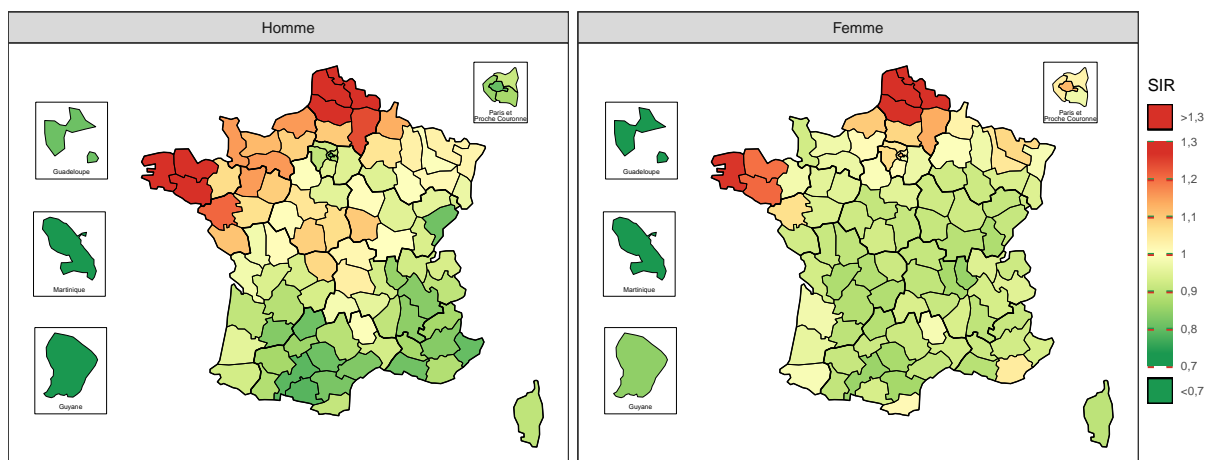 Homme
Femme
Paris et
Proche Couronne
Guadeloupe
Martinique
Guyane
Paris et
Proche Couronne
Guadeloupe
Martinique
Guyane
SIR
>1,3
1,3
1,2
1,1
1
0,9
0,8
0,7
<0,7